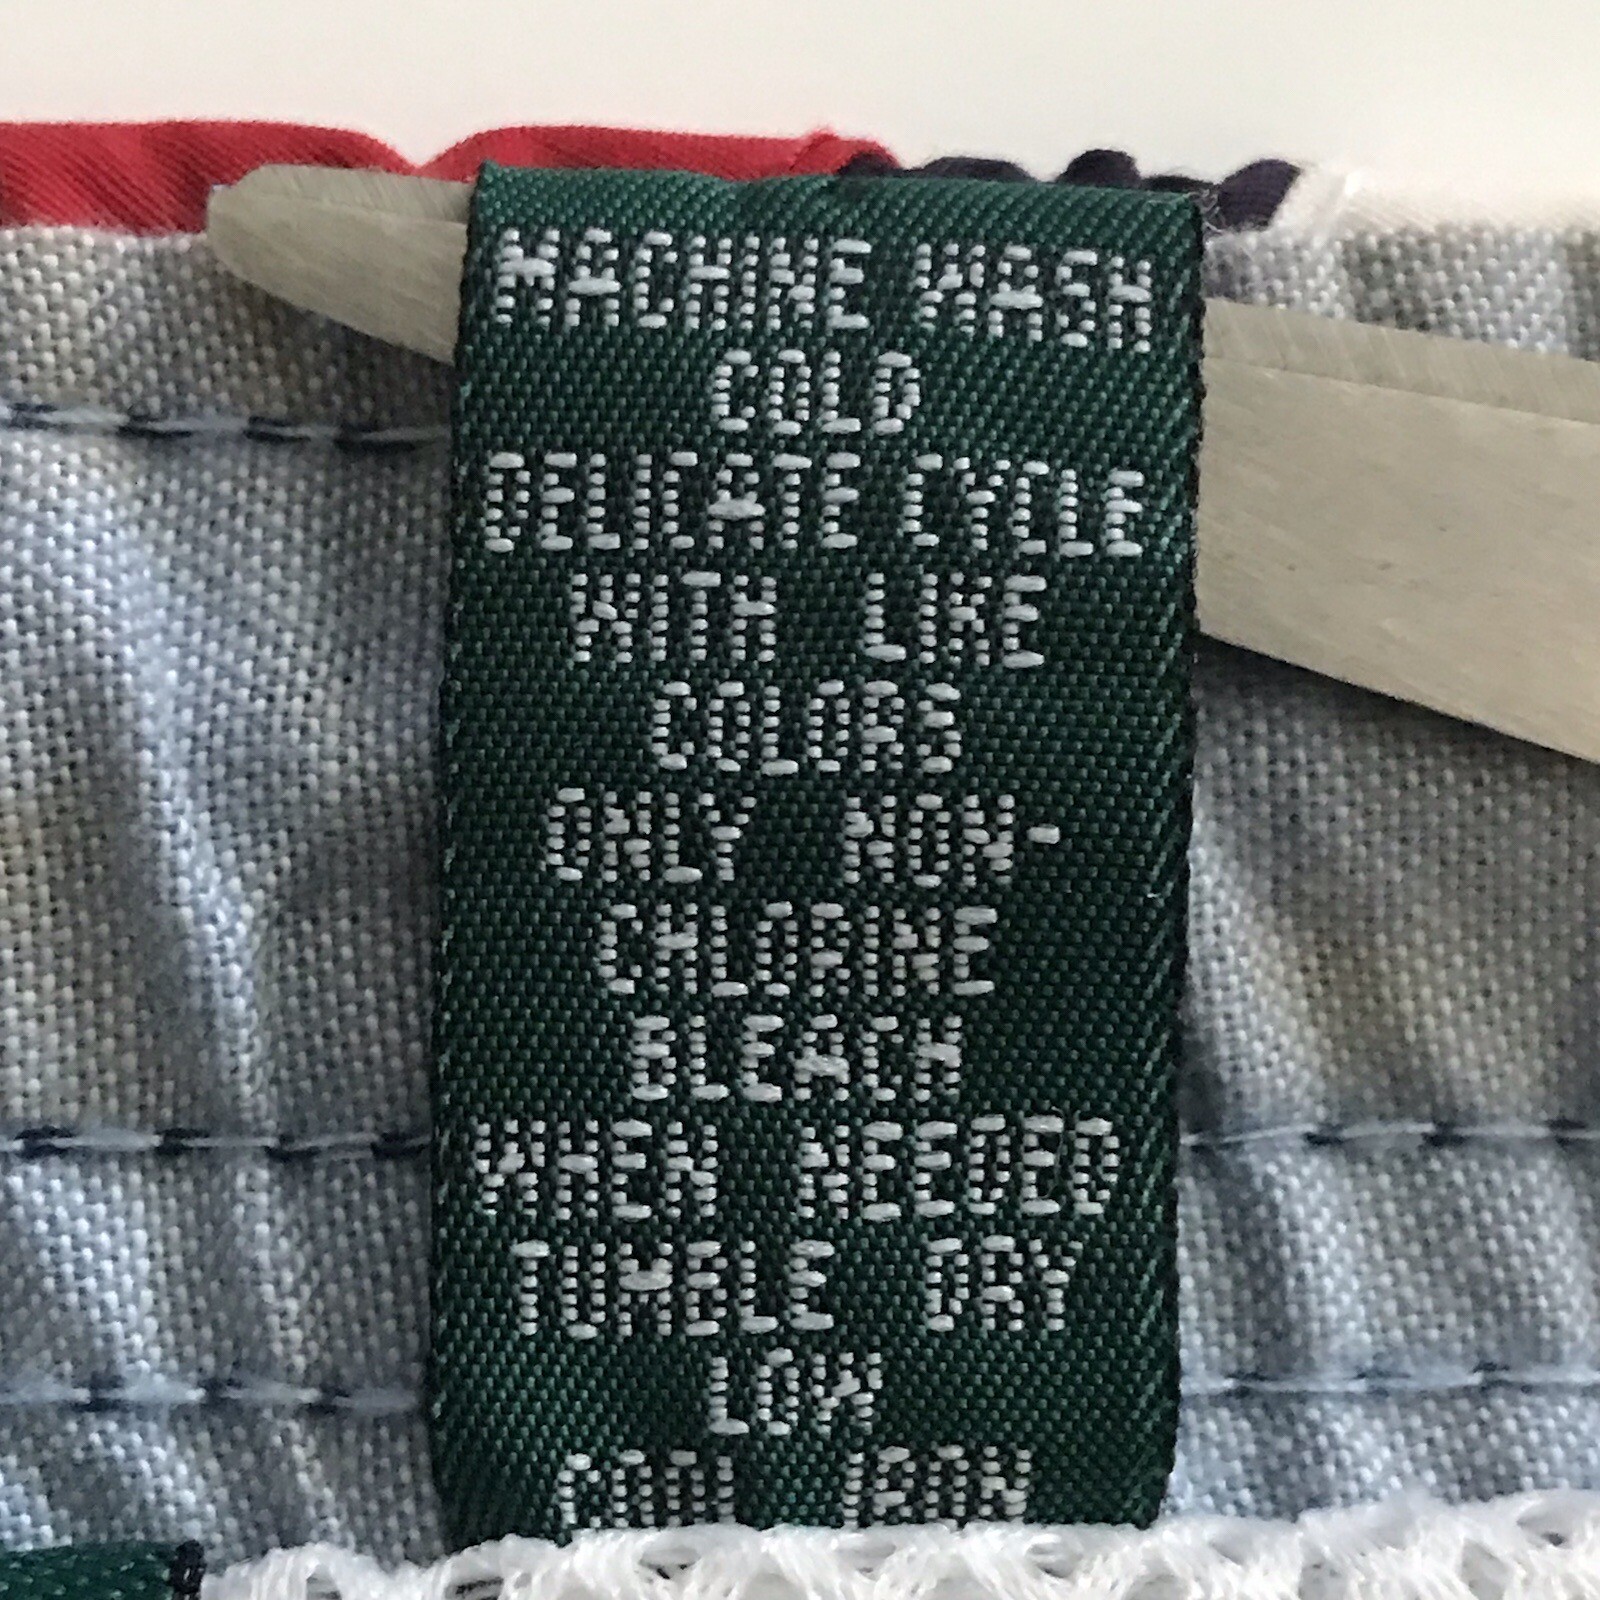 MACHINE WASH
COLD
DELICATE CYCLE
WITH LIKE
COLORS
ONLY NON-
CHLORINE
BLEACH
WHEN NEEDED
TUMBLE DRY
LOW
COOL IRON